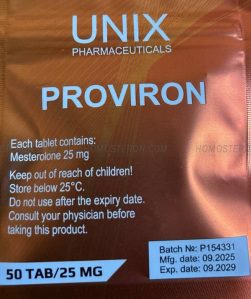 UNIX
PHARMACEUTICALS
PROVIRON
Each tablet contains:
Mesterolone 25 mg
Keep out of reach of children!
Store below 25°C.
Do not use after the expiry date.
Consult your physician before
taking this product.
Batch №: P154331
Mfg. date: 09.2025
Exp. date: 09.2029
50 TAB/25 MG